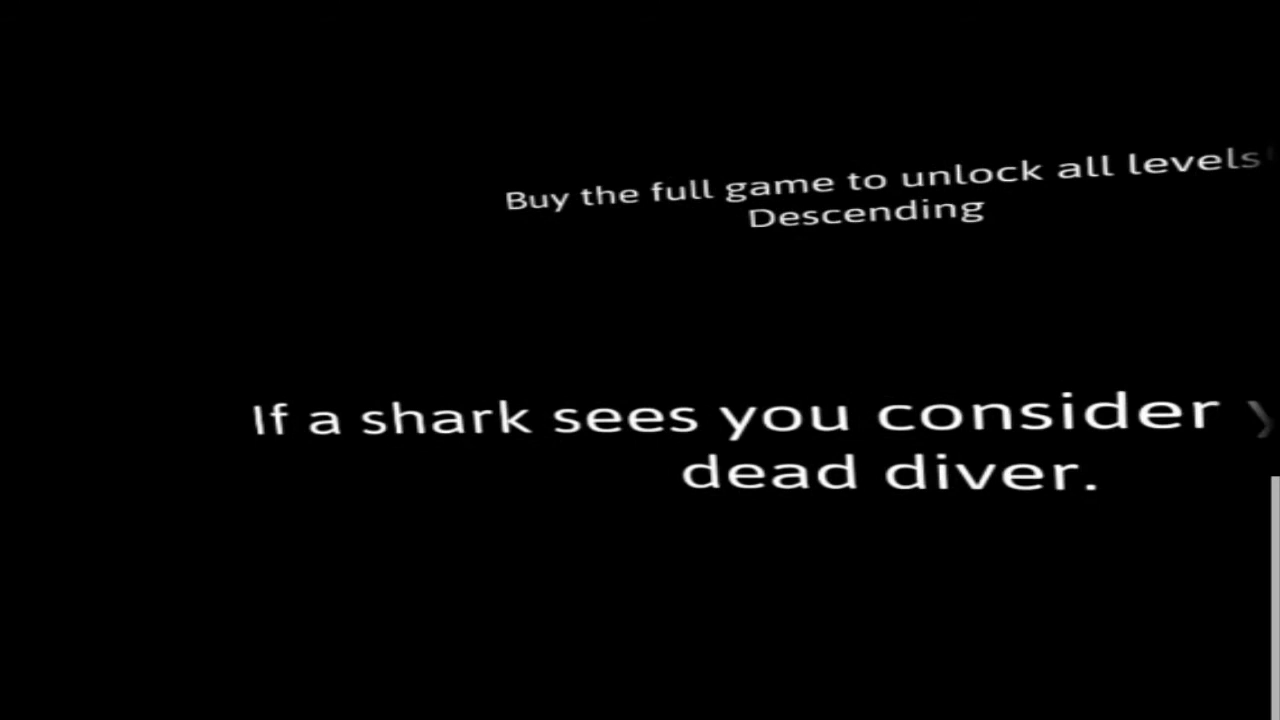 Buy the full game to unlock all levels
Descending
If a shark sees you consider
dead diver.